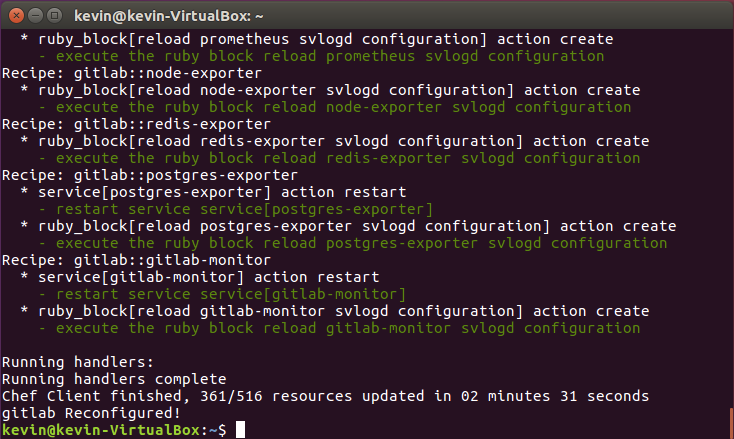 kevin@kevin-VirtualBox: ~
* ruby_block[reload prometheus svlogd configuration] action create
- execute the ruby block reload prometheus svlogd configuration
Recipe: gitlab::node-exporter
* ruby_block[reload node-exporter svlogd configuration] action create
- execute the ruby block reload node-exporter svlogd configuration
Recipe: gitlab::redis-exporter
* ruby_block[reload redis-exporter svlogd configuration] action create
- execute the ruby block reload redis-exporter svlogd configuration
Recipe: gitlab::postgres-exporter
* service[postgres-exporter] action restart
- restart service service[postgres-exporter]
* ruby_block[reload postgres-exporter svlogd configuration] action create
- execute the ruby block reload postgres-exporter svlogd configuration
Recipe: gitlab::gitlab-monitor
* service[gitlab-monitor] action restart
- restart service service[gitlab-monitor]
* ruby_block[reload gitlab-monitor svlogd configuration] action create
- execute the ruby block reload gitlab-monitor svlogd configuration
Running handlers:
Running handlers complete
Chef Client finished, 361/516 resources updated in 02 minutes 31 seconds
gitlab Reconfigured!
kevin@kevin-VirtualBox:~$